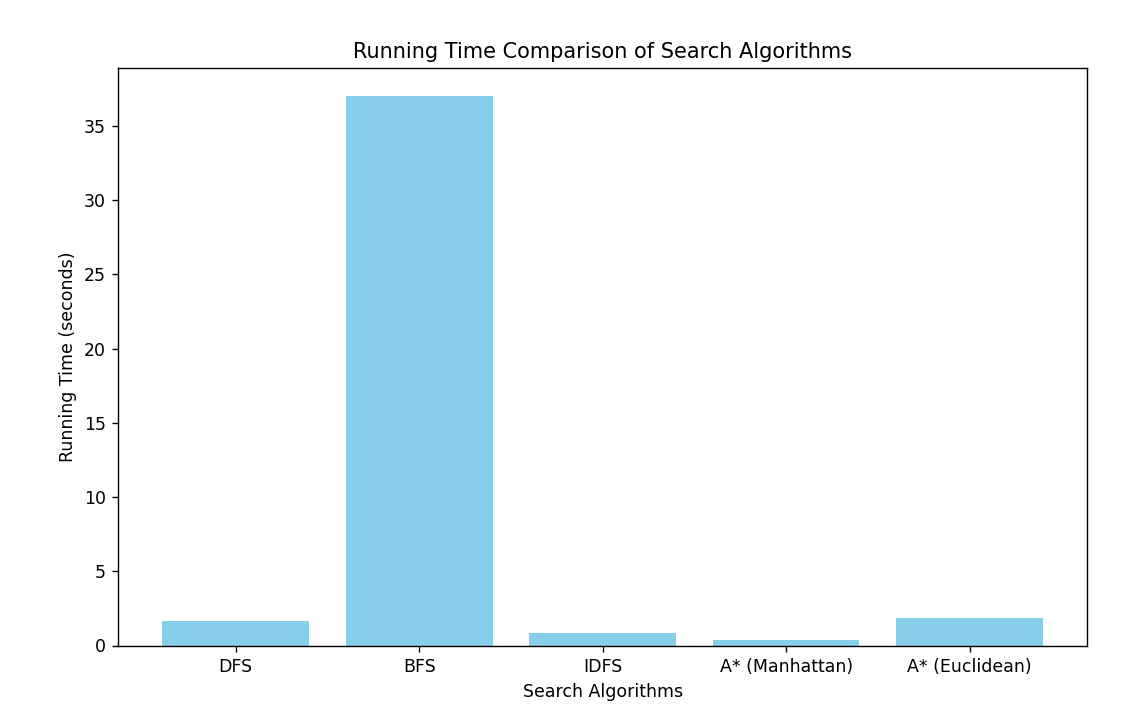 Running Time Comparison of Search Algorithms
Running Time (seconds)
35
30
25
20
15
10
5
0
DFS BFS IDFS A* (Manhattan) A* (Euclidean)
Search Algorithms